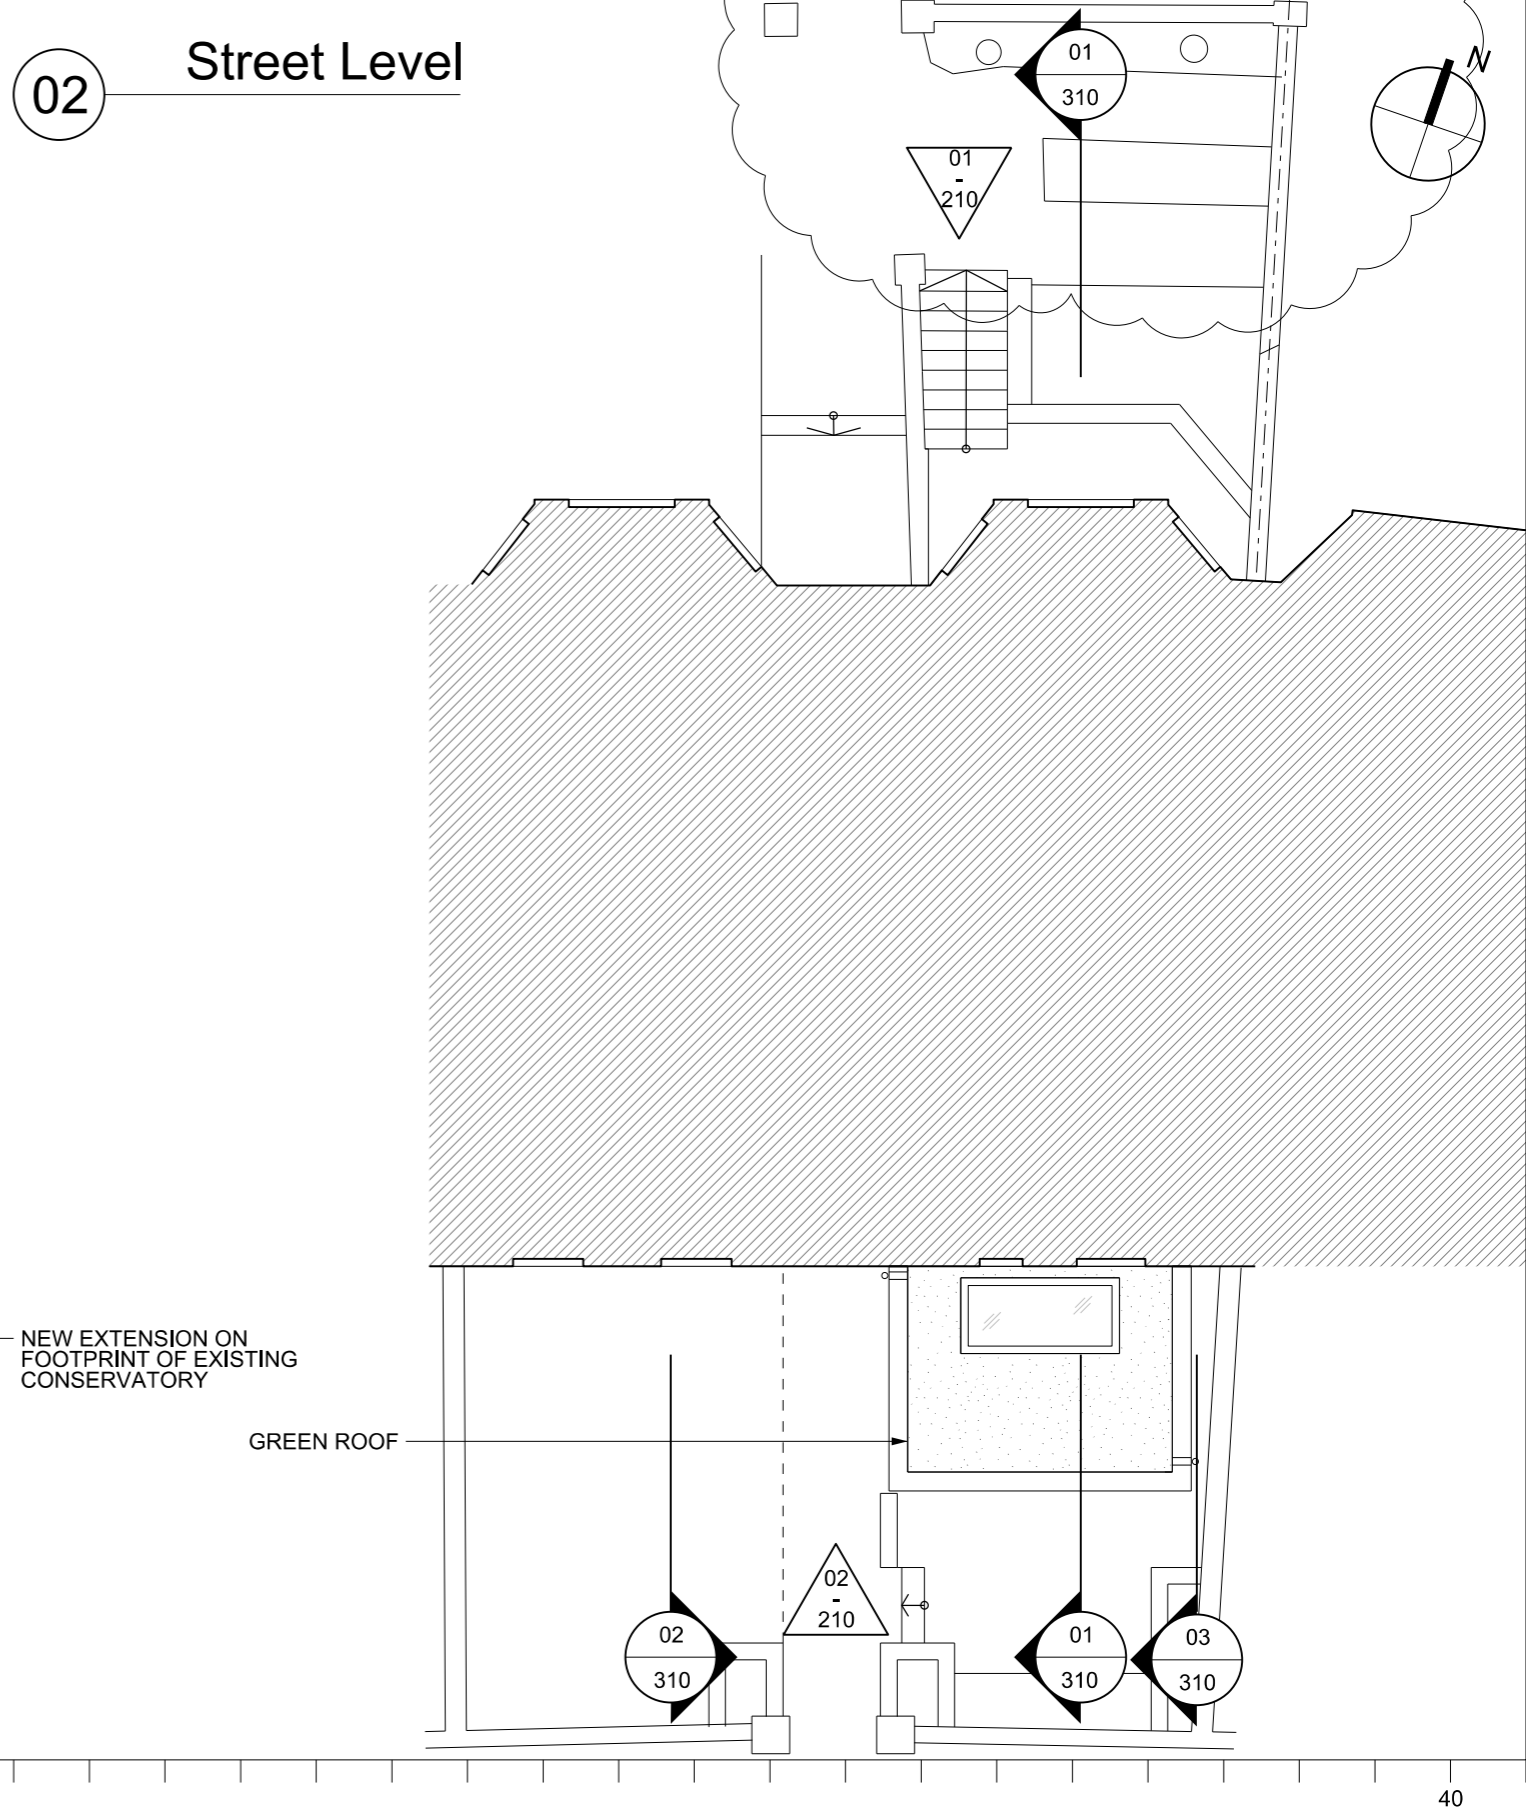 02
Street Level
01
310
N
01
-
210
NEW EXTENSION ON
FOOTPRINT OF EXISTING
CONSERVATORY
GREEN ROOF
02
-
210
02
310
01
310
03
310
40